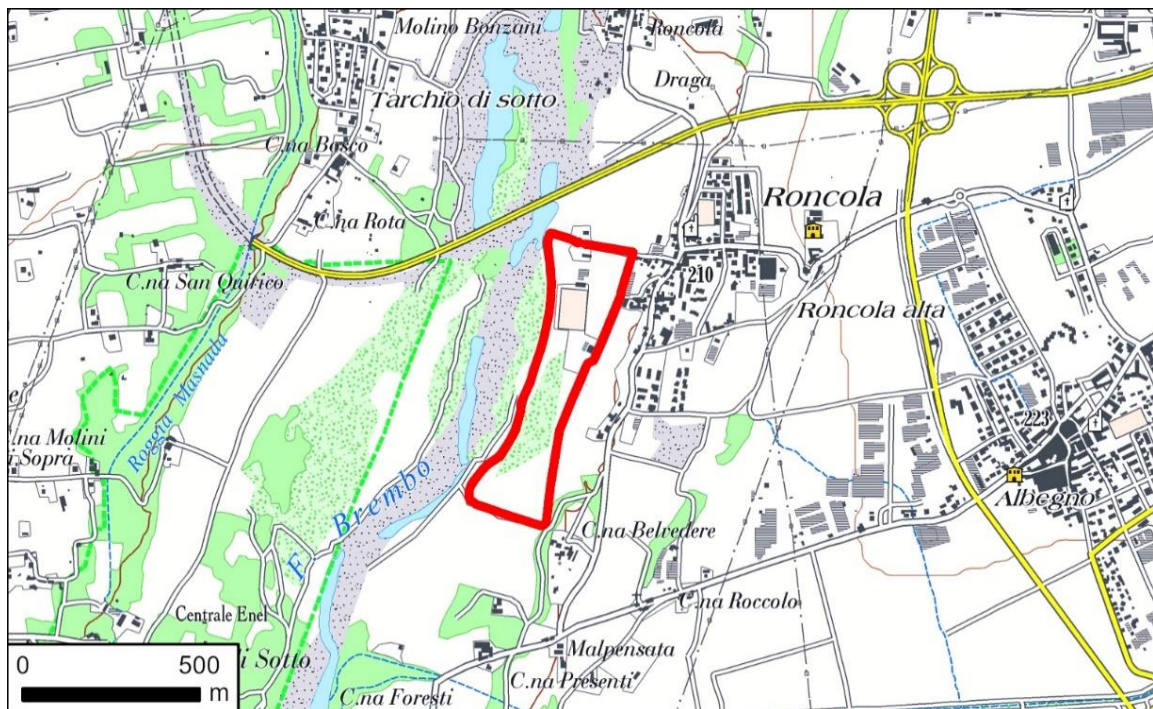 Molino Bonzani
Roncola
Draga
Tarchio di sotto
C.na Bosco
Roncola
C.na Rota
210
C.na San Quirico
Roncola alta
Roggia Masnada
.na Molini
i Sopra
223
F. Brembo
Albegno
C.na Belvedere
Centrale Enel
C.na Roccolo
i Sotto
Malpensata
C.na Presenti
C.na Foresti
0 500
m